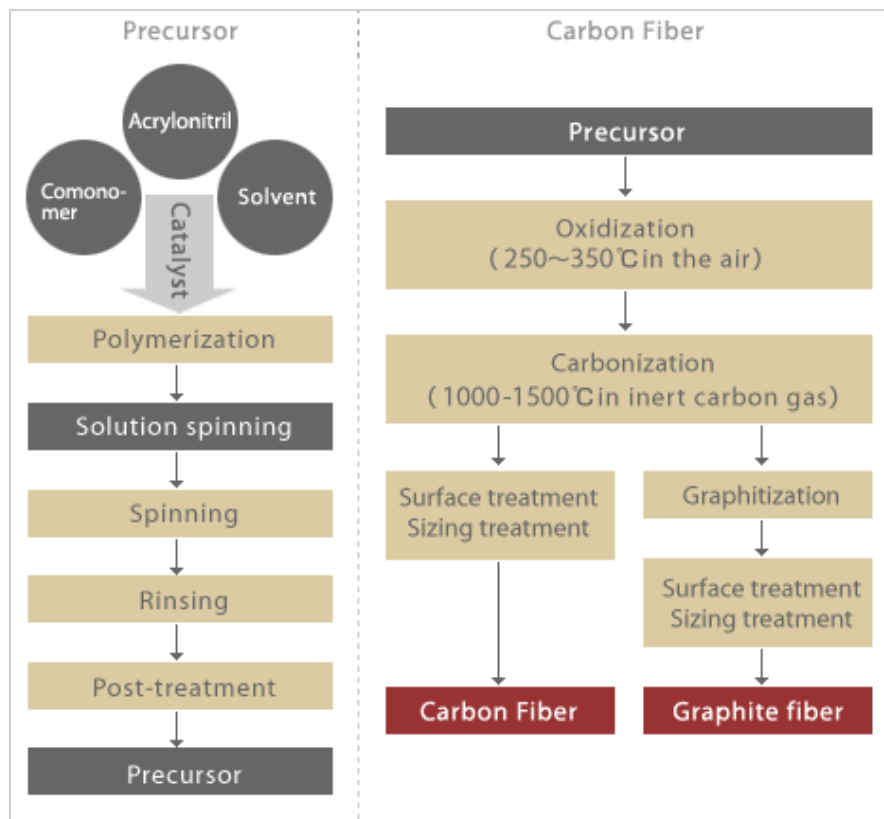 Precursor
Acrylonitril
Comono-
mer
Solvent
Catalyst
Polymerization
Solution spinning
Spinning
Rinsing
Post-treatment
Precursor
Carbon Fiber
Precursor
Oxidization
(250～350℃in the air)
Carbonization
(1000-1500℃in inert carbon gas)
Surface treatment
Sizing treatment
Carbon Fiber
Graphitization
Surface treatment
Sizing treatment
Graphite fiber